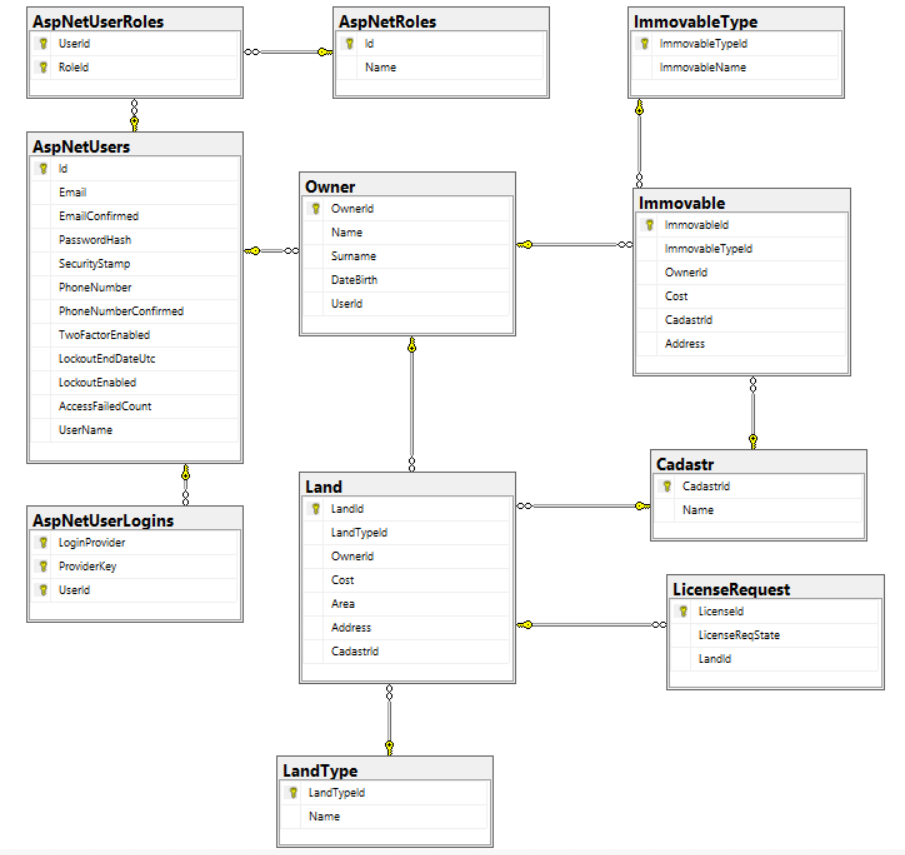 AspNetUserRoles
UserId
RoleId
AspNetRoles
Id
Name
ImmovableType
ImmovableTypeId
ImmovableName
AspNetUsers
Id
Email
EmailConfirmed
PasswordHash
SecurityStamp
PhoneNumber
PhoneNumberConfirmed
TwoFactorEnabled
LockoutEndDateUtc
LockoutEnabled
AccessFailedCount
UserName
Owner
OwnerId
Name
Surname
DateBirth
UserId
Immovable
ImmovableId
ImmovableTypeId
OwnerId
Cost
CadastrId
Address
Cadastr
CadastrId
Name
Land
LandId
LandTypeId
OwnerId
Cost
Area
Address
CadastrId
AspNetUserLogins
LoginProvider
ProviderKey
UserId
LicenseRequest
LicenseId
LicenseReqState
LandId
LandType
LandTypeId
Name